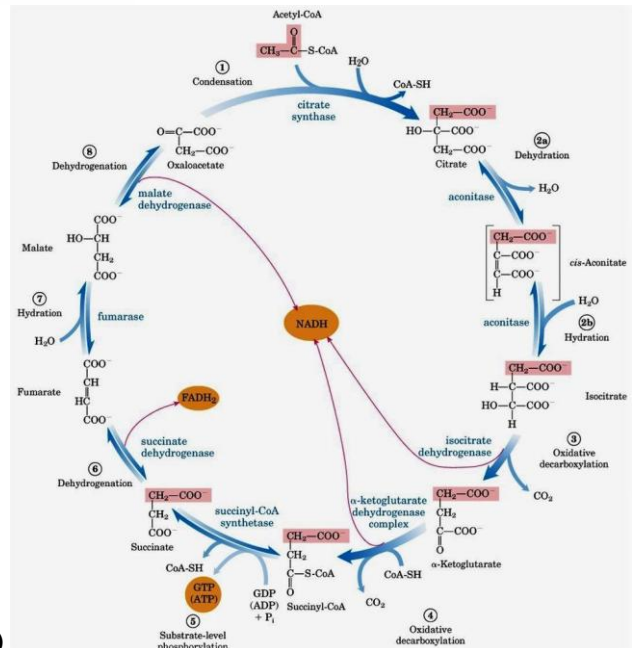 Acetyl-CoA
O
CH₃—C—S-CoA
H₂O
① Condensation
CoA-SH
citrate
synthase
O=C—COO⁻
CH₂—COO⁻
Oxaloacetate
CH₂—COO⁻
HO—C—COO⁻
CH₂—COO⁻
Citrate
2a
Dehydration
H₂O
aconitase
CH₂—COO⁻
C—COO⁻
C—COO⁻
H
cis-Aconitate
H₂O
aconitase
2b
Hydration
CH₂—COO⁻
H—C—COO⁻
HO—C—COO⁻
H
Isocitrate
isocitrate
dehydrogenase
③
Oxidative
decarboxylation
CO₂
CH₂—COO⁻
CH₂
C—COO⁻
O
α-Ketoglutarate
α-ketoglutarate
dehydrogenase
complex
CoA-SH
CO₂
④
Oxidative
decarboxylation
CH₂—COO⁻
CH₂
C—S-CoA
O
Succinyl-CoA
succinyl-CoA
synthetase
GDP
(ADP)
+ Pᵢ
GTP
(ATP)
CoA-SH
⑤
Substrate-level
phosphorylation
CH₂—COO⁻
CH₂
COO⁻
Succinate
succinate
dehydrogenase
⑥
Dehydrogenation
FADH₂
COO⁻
CH
HC
COO⁻
Fumarate
fumarase
⑦
Hydration
H₂O
COO⁻
HO—CH
CH₂
COO⁻
Malate
malate
dehydrogenase
⑧
Dehydrogenation
NADH
)